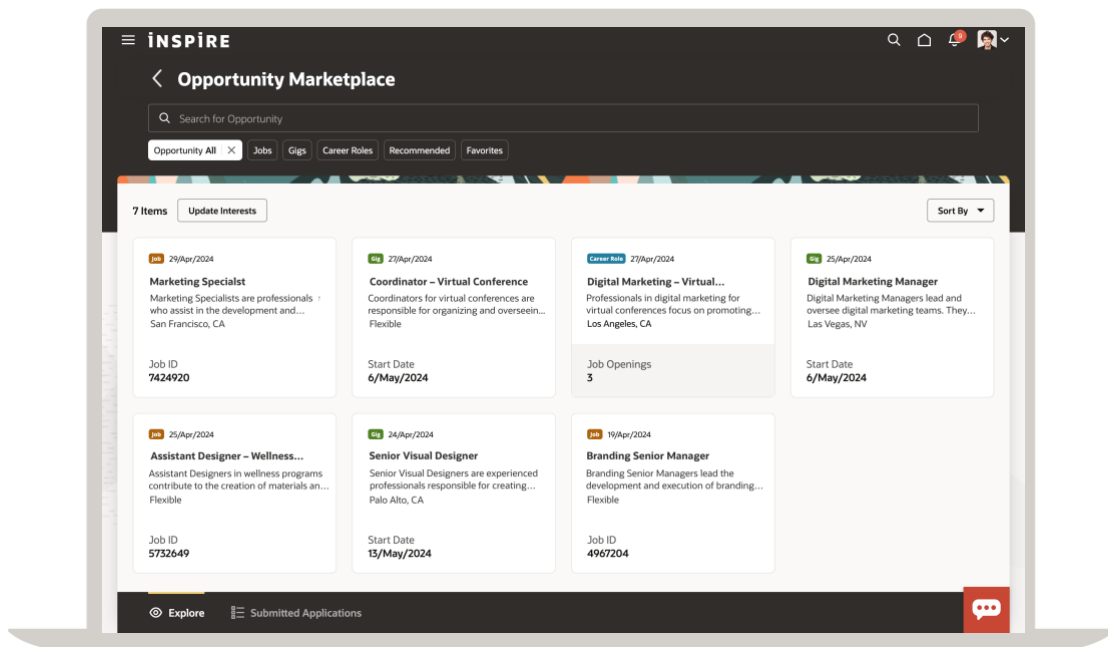 iNSPiRE
9
Opportunity Marketplace
Search for Opportunity
Opportunity All
Jobs
Gigs
Career Roles
Recommended
Favorites
7 Items
Update Interests
Sort By
Job 29/Apr/2024
Marketing Specialst
Marketing Specialists are professionals
who assist in the development and...
San Francisco, CA
Job ID
7424920
Gig 27/Apr/2024
Coordinator – Virtual Conference
Coordinators for virtual conferences are
responsible for organizing and overseein...
Flexible
Start Date
6/May/2024
Career Role 27/Apr/2024
Digital Marketing – Virtual...
Professionals in digital marketing for
virtual conferences focus on promoting...
Los Angeles, CA
Job Openings
3
Gig 25/Apr/2024
Digital Marketing Manager
Digital Marketing Managers lead and
oversee digital marketing teams. They...
Las Vegas, NV
Start Date
6/May/2024
Job 25/Apr/2024
Assistant Designer – Wellness...
Assistant Designers in wellness programs
contribute to the creation of materials an...
Flexible
Job ID
5732649
Gig 24/Apr/2024
Senior Visual Designer
Senior Visual Designers are experienced
professionals responsible for creating...
Palo Alto, CA
Start Date
13/May/2024
Job 19/Apr/2024
Branding Senior Manager
Branding Senior Managers lead the
development and execution of branding...
Flexible
Job ID
4967204
Explore
Submitted Applications